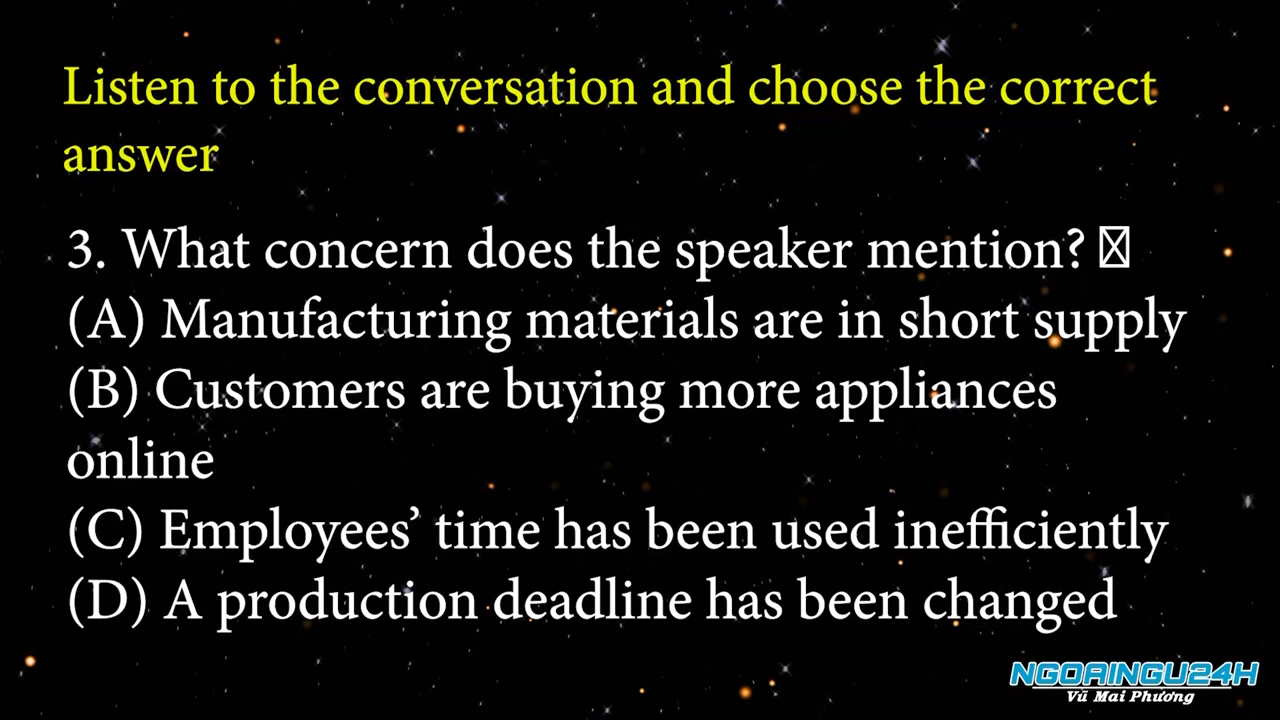 Listen to the conversation and choose the correct
answer
3. What concern does the speaker mention?
(A) Manufacturing materials are in short supply
(B) Customers are buying more appliances
online
(C) Employees’ time has been used inefficiently
(D) A production deadline has been changed
NGOAINGU24H
Vũ Mai Phương